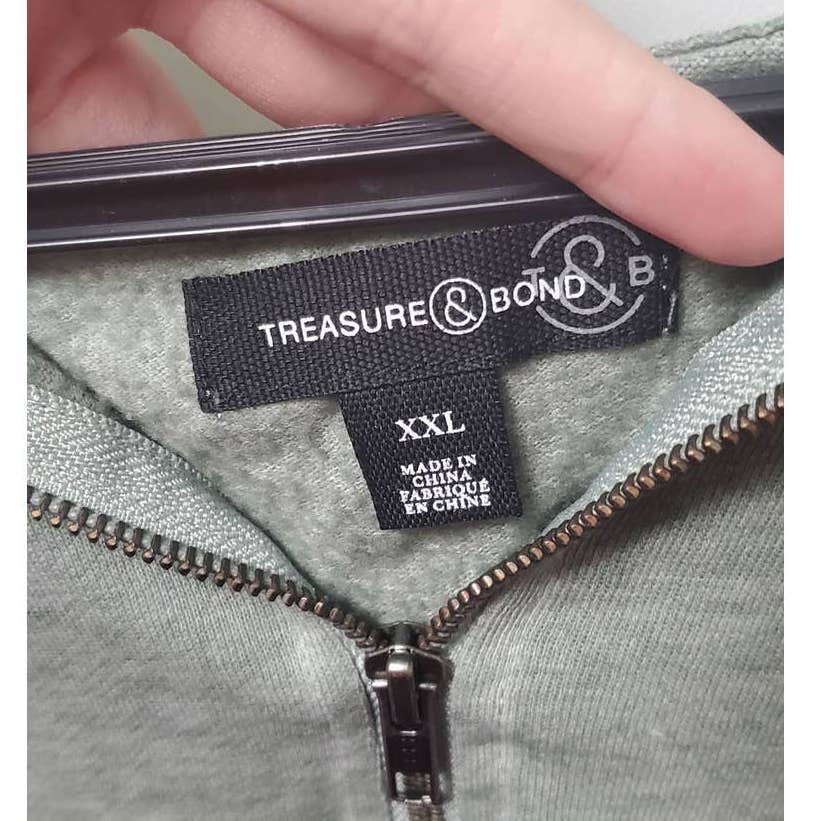 TREASURE & BOND
T & B
XXL
MADE IN
CHINA
FABRIQUÉ
EN CHINE